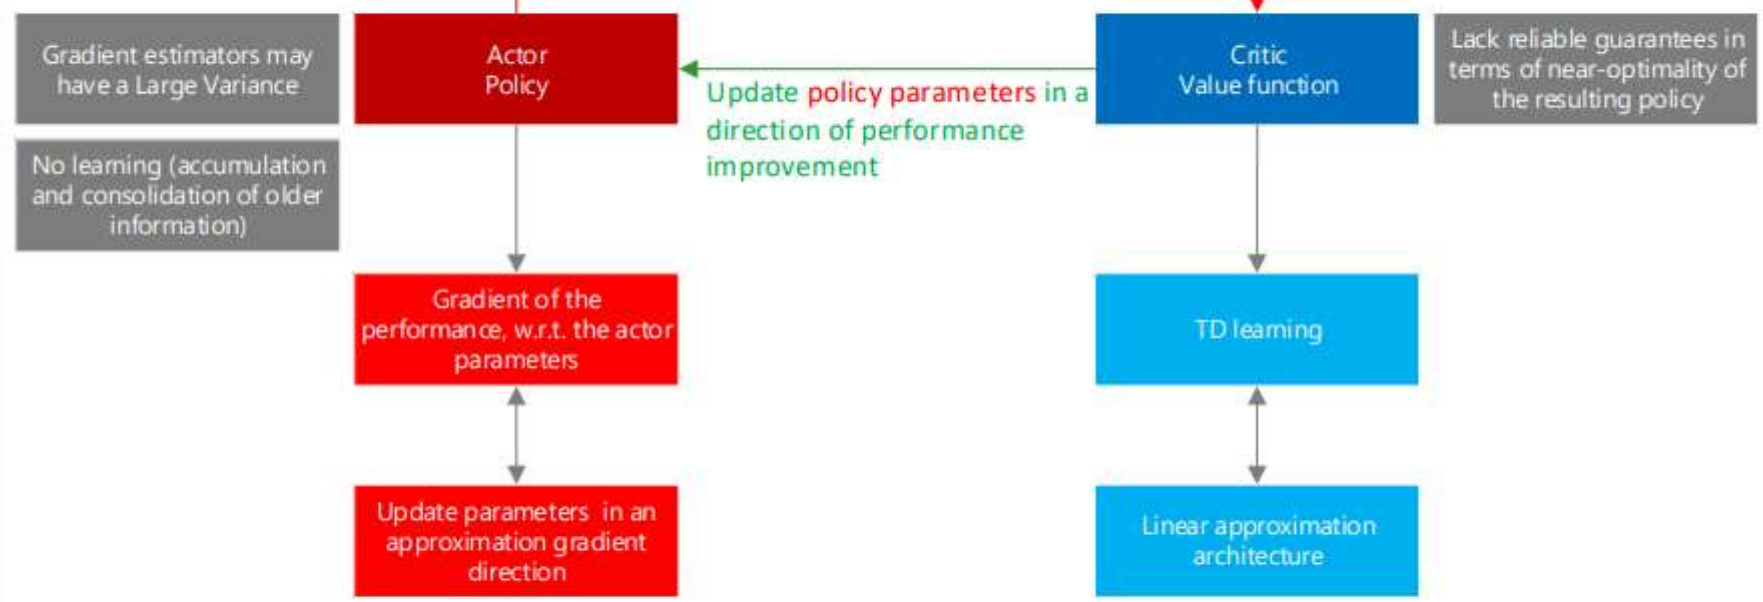 Gradient estimators may
have a Large Variance
Actor
Policy
Critic
Value function
Lack reliable guarantees in
terms of near-optimality of
the resulting policy
Update policy parameters in a
direction of performance
improvement
No learning (accumulation
and consolidation of older
information)
Gradient of the
performance, w.r.t. the actor
parameters
TD learning
Update parameters in an
approximation gradient
direction
Linear approximation
architecture